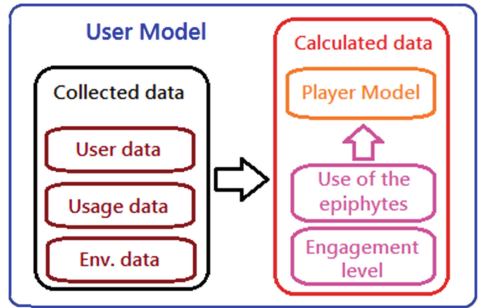 User Model
Collected data
User data
Usage data
Env. data
Calculated data
Player Model
Use of the
epiphytes
Engagement
level